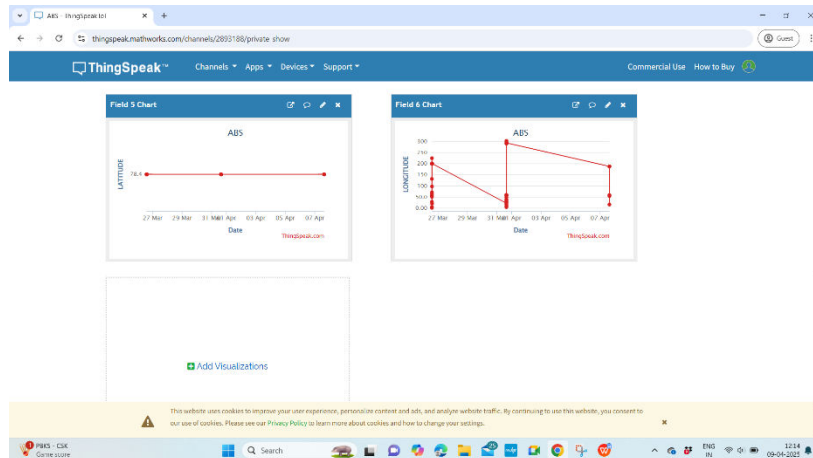 ABS - ThingSpeak IoT
thingspeak.mathworks.com/channels/2893188/private_show
Guest
ThingSpeak™
Channels Apps Devices Support
Commercial Use How to Buy
Field 5 Chart
ABS
LATITUDE
78.4
27 Mar 29 Mar 31 Mar 01 Apr 03 Apr 05 Apr 07 Apr
Date
ThingSpeak.com
Field 6 Chart
ABS
LONGITUDE
300
250
200
150
100
50.0
0.00
27 Mar 29 Mar 31 Mar 01 Apr 03 Apr 05 Apr 07 Apr
Date
ThingSpeak.com
Add Visualizations
This website uses cookies to improve your user experience, personalize content and ads, and analyze website traffic. By continuing to use this website, you consent to
our use of cookies. Please see our Privacy Policy to learn more about cookies and how to change your settings.
PBKS - CSK
Game score
Search
25
ENG
IN
12:14
09-04-2025